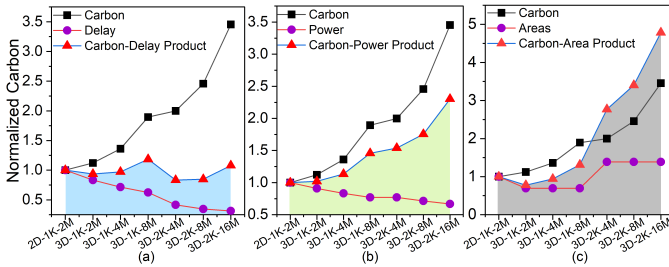 Normalized Carbon
3.5
3.0
2.5
2.0
1.5
1.0
0.5
Carbon
Delay
Carbon-Delay Product
2D-1K-2M
3D-1K-2M
3D-1K-4M
3D-1K-8M
3D-2K-4M
3D-2K-8M
3D-2K-16M
(a)
3.5
3.0
2.5
2.0
1.5
1.0
0.5
Carbon
Power
Carbon-Power Product
2D-1K-2M
3D-1K-2M
3D-1K-4M
3D-1K-8M
3D-2K-4M
3D-2K-8M
3D-2K-16M
(b)
5
4
3
2
1
0
Carbon
Areas
Carbon-Area Product
2D-1K-2M
3D-1K-2M
3D-1K-4M
3D-1K-8M
3D-2K-4M
3D-2K-8M
3D-2K-16M
(c)